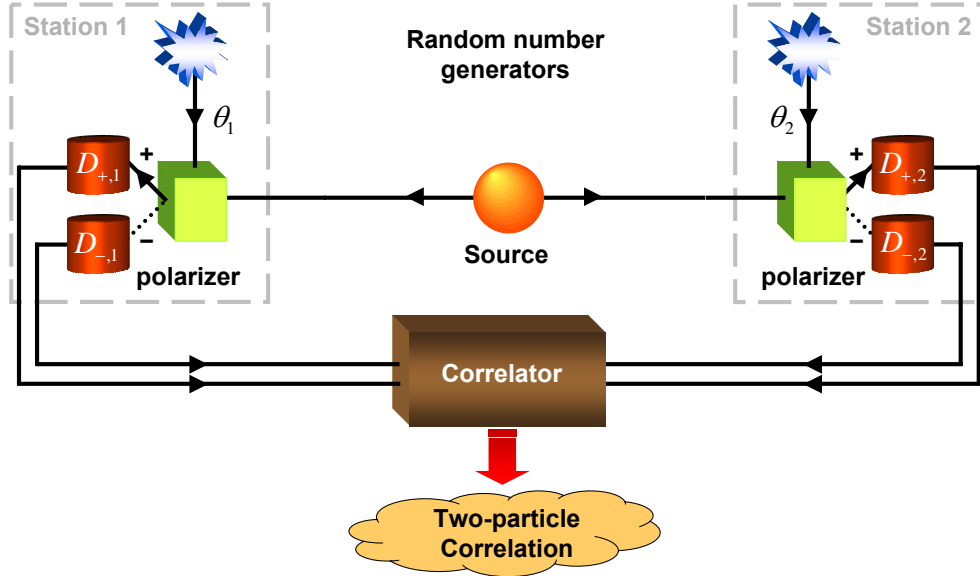 Station 1
Random number
generators
Station 2
θ₁
θ₂
+
D₊,₁
+
D₊,₂
−
D₋,₁
−
D₋,₂
polarizer
Source
polarizer
Correlator
Two-particle
Correlation